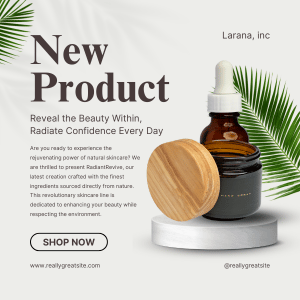 Larana, inc
New
Product
Reveal the Beauty Within,
Radiate Confidence Every Day
Are you ready to experience the
rejuvenating power of natural skincare? We
are thrilled to present RadiantRevive, our
latest creation crafted with the finest
ingredients sourced directly from nature.
This revolutionary skincare line is
dedicated to enhancing your beauty while
respecting the environment.
SHOP NOW
www.reallygreatsite.com
@reallygreatsite